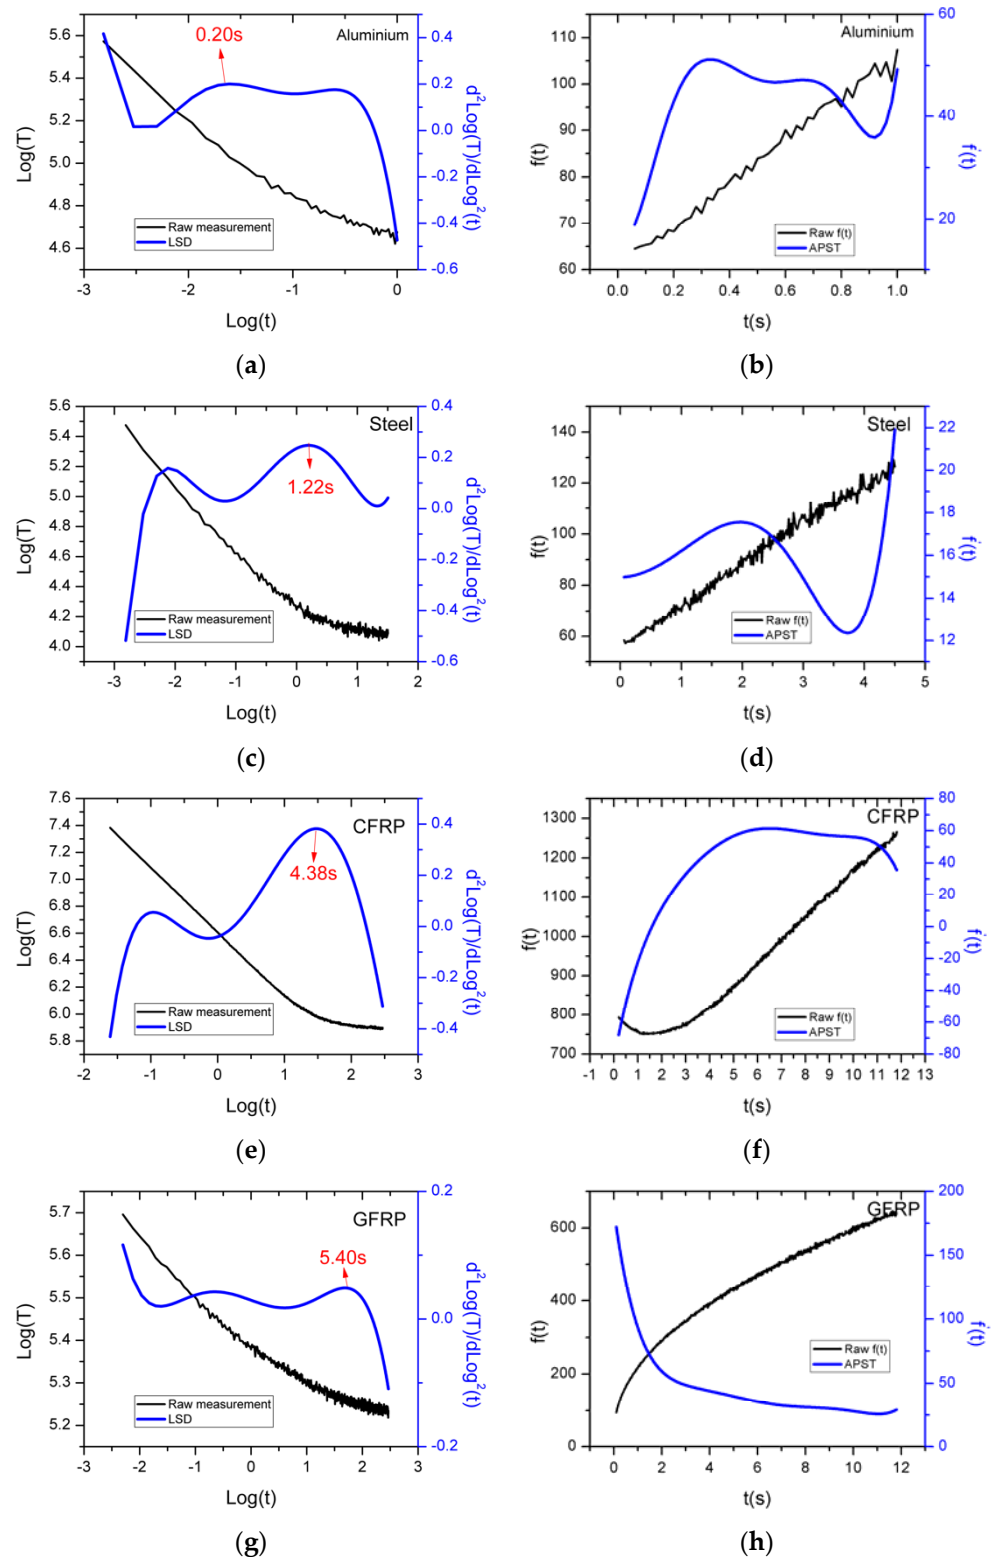 Aluminium
0.20s
5.6
5.4
5.2
5.0
4.8
4.6
Log(T)
0.4
0.2
0.0
-0.2
-0.4
-0.6
d²Log(T)/dLog²(t)
Raw measurement
LSD
-3
-2
-1
0
Log(t)
(a)
Aluminium
110
100
90
80
70
60
f(t)
60
40
20
ḟ(t)
Raw f(t)
APST
0.0
0.2
0.4
0.6
0.8
1.0
t(s)
(b)
Steel
1.22s
5.6
5.4
5.2
5.0
4.8
4.6
4.4
4.2
4.0
Log(T)
0.4
0.2
0.0
-0.2
-0.4
-0.6
d²Log(T)/dLog²(t)
Raw measurement
LSD
-3
-2
-1
0
1
2
Log(t)
(c)
Steel
140
120
100
80
60
f(t)
22
20
18
16
14
12
ḟ(t)
Raw f(t)
APST
0
1
2
3
4
5
t(s)
(d)
CFRP
4.38s
7.6
7.4
7.2
7.0
6.8
6.6
6.4
6.2
6.0
5.8
Log(T)
0.4
0.2
0.0
-0.2
-0.4
d²Log(T)/dLog²(t)
Raw measurement
LSD
-2
-1
0
1
2
3
Log(t)
(e)
CFRP
1300
1200
1100
1000
900
800
700
f(t)
80
60
40
20
0
-20
-40
-60
-80
ḟ(t)
Raw f(t)
APST
-1
0
1
2
3
4
5
6
7
8
9
10
11
12
13
t(s)
(f)
GFRP
5.40s
5.7
5.6
5.5
5.4
5.3
5.2
Log(T)
0.2
0.0
-0.2
d²Log(T)/dLog²(t)
Raw measurement
LSD
-3
-2
-1
0
1
2
3
Log(t)
(g)
GFRP
600
400
200
0
f(t)
200
150
100
50
0
ḟ(t)
Raw f(t)
APST
0
2
4
6
8
10
12
t(s)
(h)